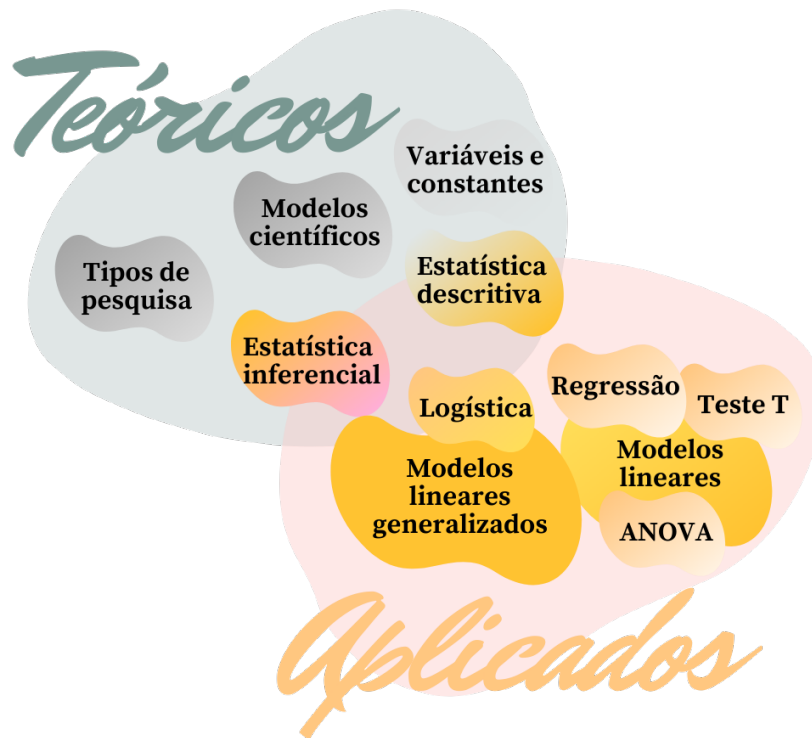 Teóricos
Variáveis e
constantes
Modelos
científicos
Tipos de
pesquisa
Estatística
descritiva
Estatística
inferencial
Logística
Regressão
Teste T
Modelos
lineares
Modelos
lineares
generalizados
ANOVA
Aplicados